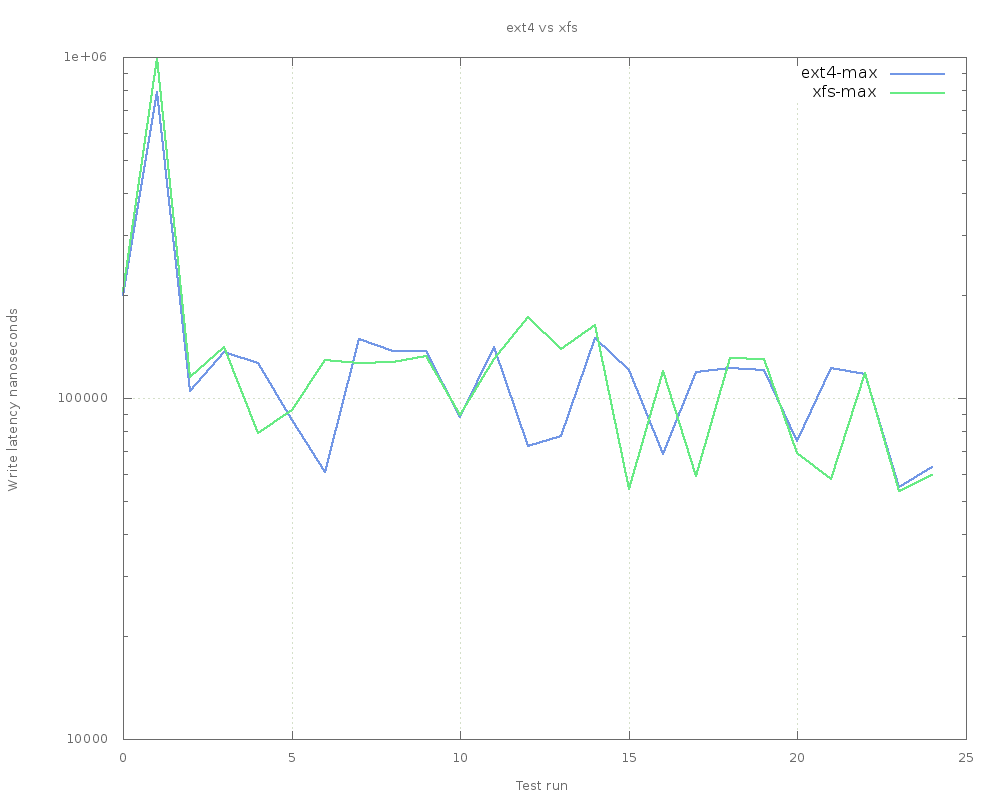 ext4 vs xfs
1e+06
ext4-max
xfs-max
Write latency nanoseconds
100000
10000
0 5 10 15 20 25
Test run